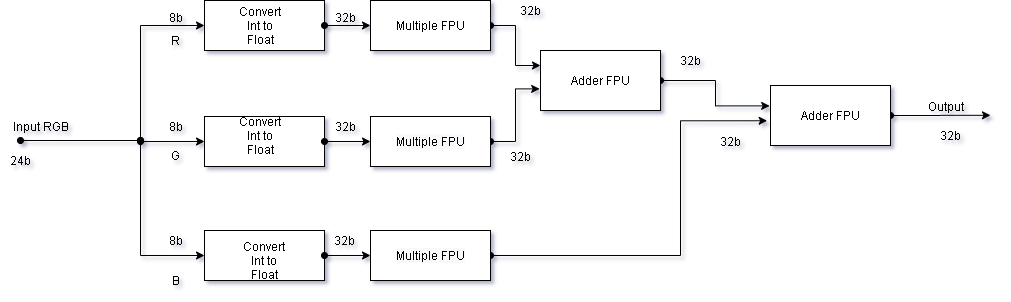 8b
R
Convert
Int to
Float
32b
Multiple FPU
32b
Adder FPU
32b
Adder FPU
Output
32b
Input RGB
24b
8b
G
Convert
Int to
Float
32b
Multiple FPU
32b
32b
8b
B
Convert
Int to
Float
32b
Multiple FPU